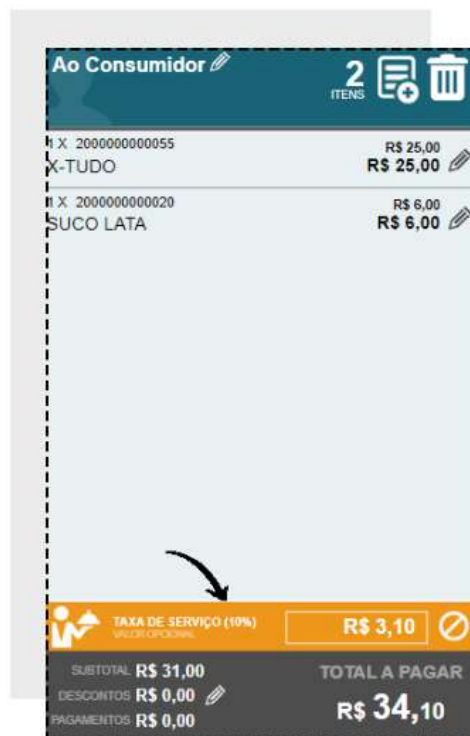 Ao Consumidor
2
ITENS
1 X 2000000000055
R$ 25,00
X-TUDO
R$ 25,00
1 X 2000000000020
R$ 6,00
SUCO LATA
R$ 6,00
TAXA DE SERVIÇO (10%)
VALOR OPCIONAL
R$ 3,10
SUBTOTAL R$ 31,00
DESCONTOS R$ 0,00
PAGAMENTOS R$ 0,00
TOTAL A PAGAR
R$ 34,10